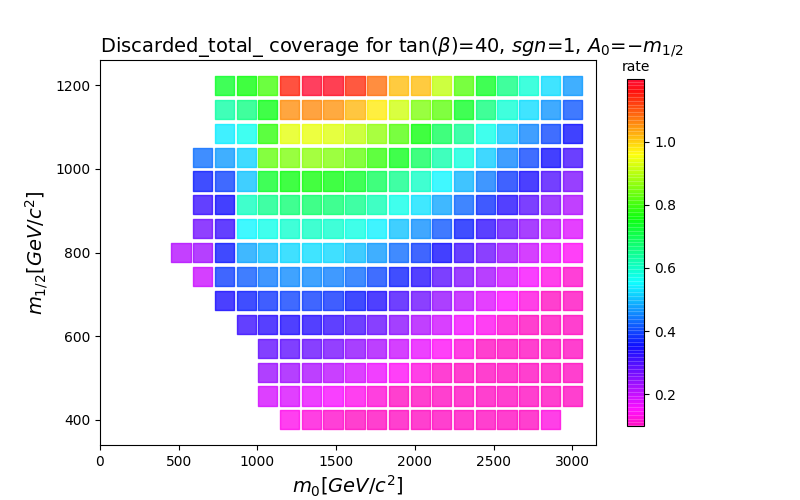 Discarded_total_ coverage for tan(β)=40, sgn=1, A₀=−m₁/₂
rate
1200
1000
800
600
400
1.0
0.8
0.6
0.4
0.2
m₁/₂[GeV/c²]
0 500 1000 1500 2000 2500 3000
m₀[GeV/c²]